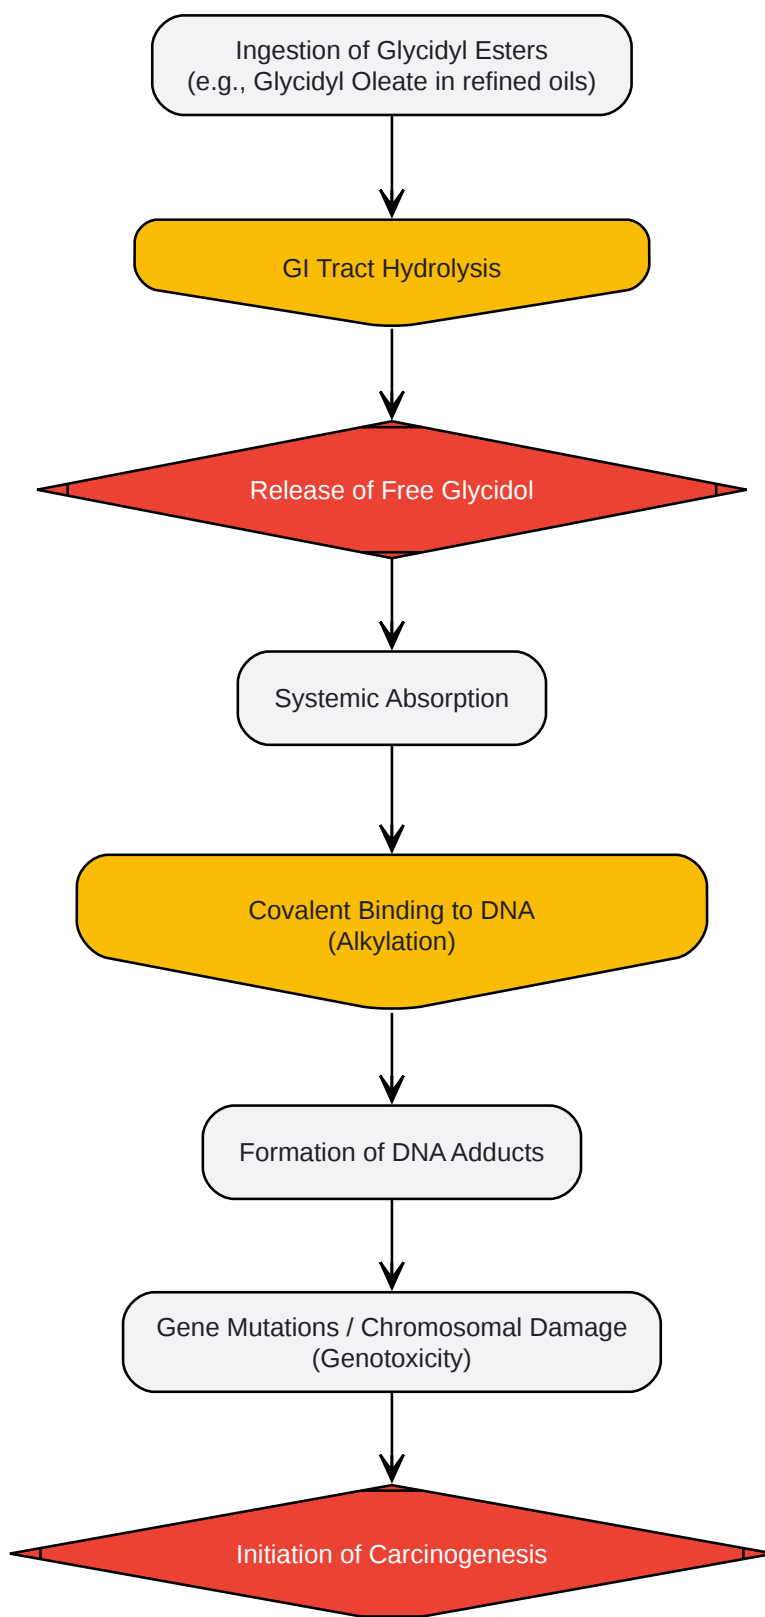 Ingestion of Glycidyl Esters
(e.g., Glycidyl Oleate in refined oils)
GI Tract Hydrolysis
Release of Free Glycidol
Systemic Absorption
Covalent Binding to DNA
(Alkylation)
Formation of DNA Adducts
Gene Mutations / Chromosomal Damage
(Genotoxicity)
Initiation of Carcinogenesis